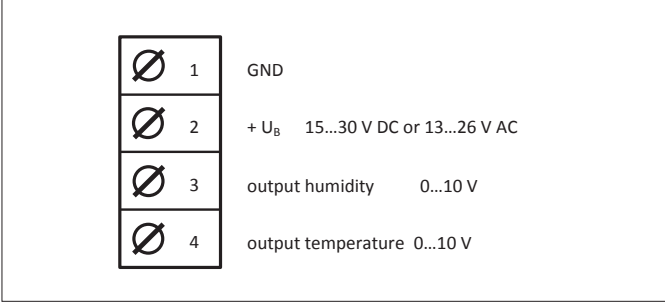 1 GND
2 + UB 15...30 V DC or 13...26 V AC
3 output humidity 0...10 V
4 output temperature 0...10 V